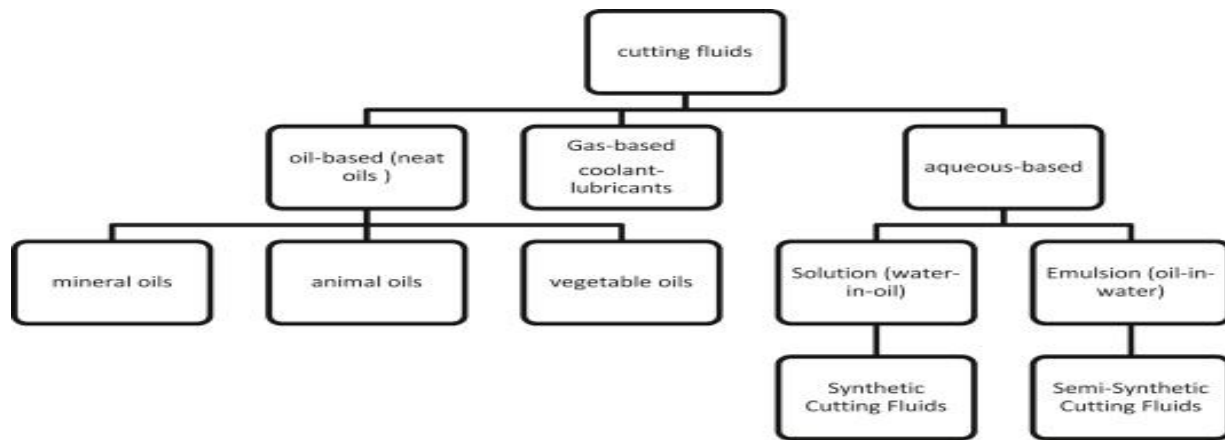 cutting fluids
oil-based (neat
oils )
Gas-based
coolant-
lubricants
aqueous-based
mineral oils
animal oils
vegetable oils
Solution (water-
in-oil)
Emulsion (oil-in-
water)
Synthetic
Cutting Fluids
Semi-Synthetic
Cutting Fluids